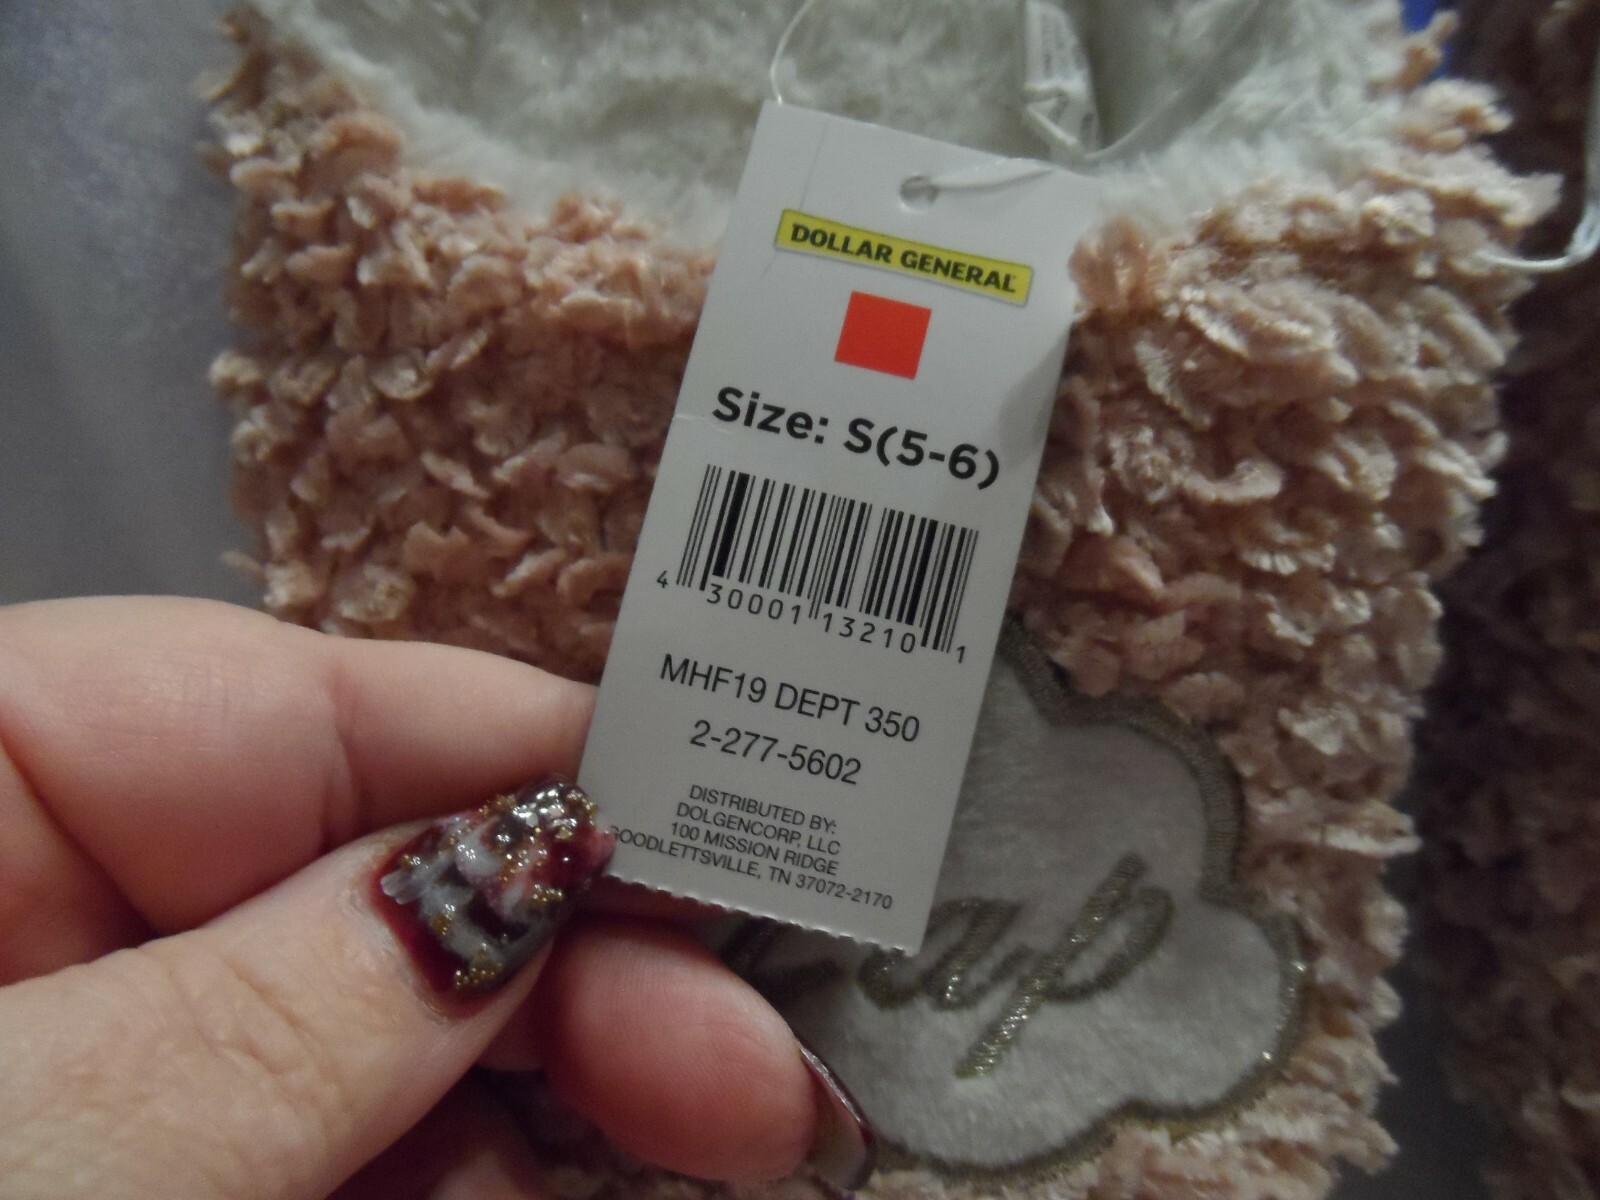 DOLLAR GENERAL
Size: S(5-6)
4 30001 13210 1
MHF19 DEPT 350
2-277-5602
DISTRIBUTED BY:
DOLGENCORP, LLC
100 MISSION RIDGE
GOODLETTSVILLE, TN 37072-2170